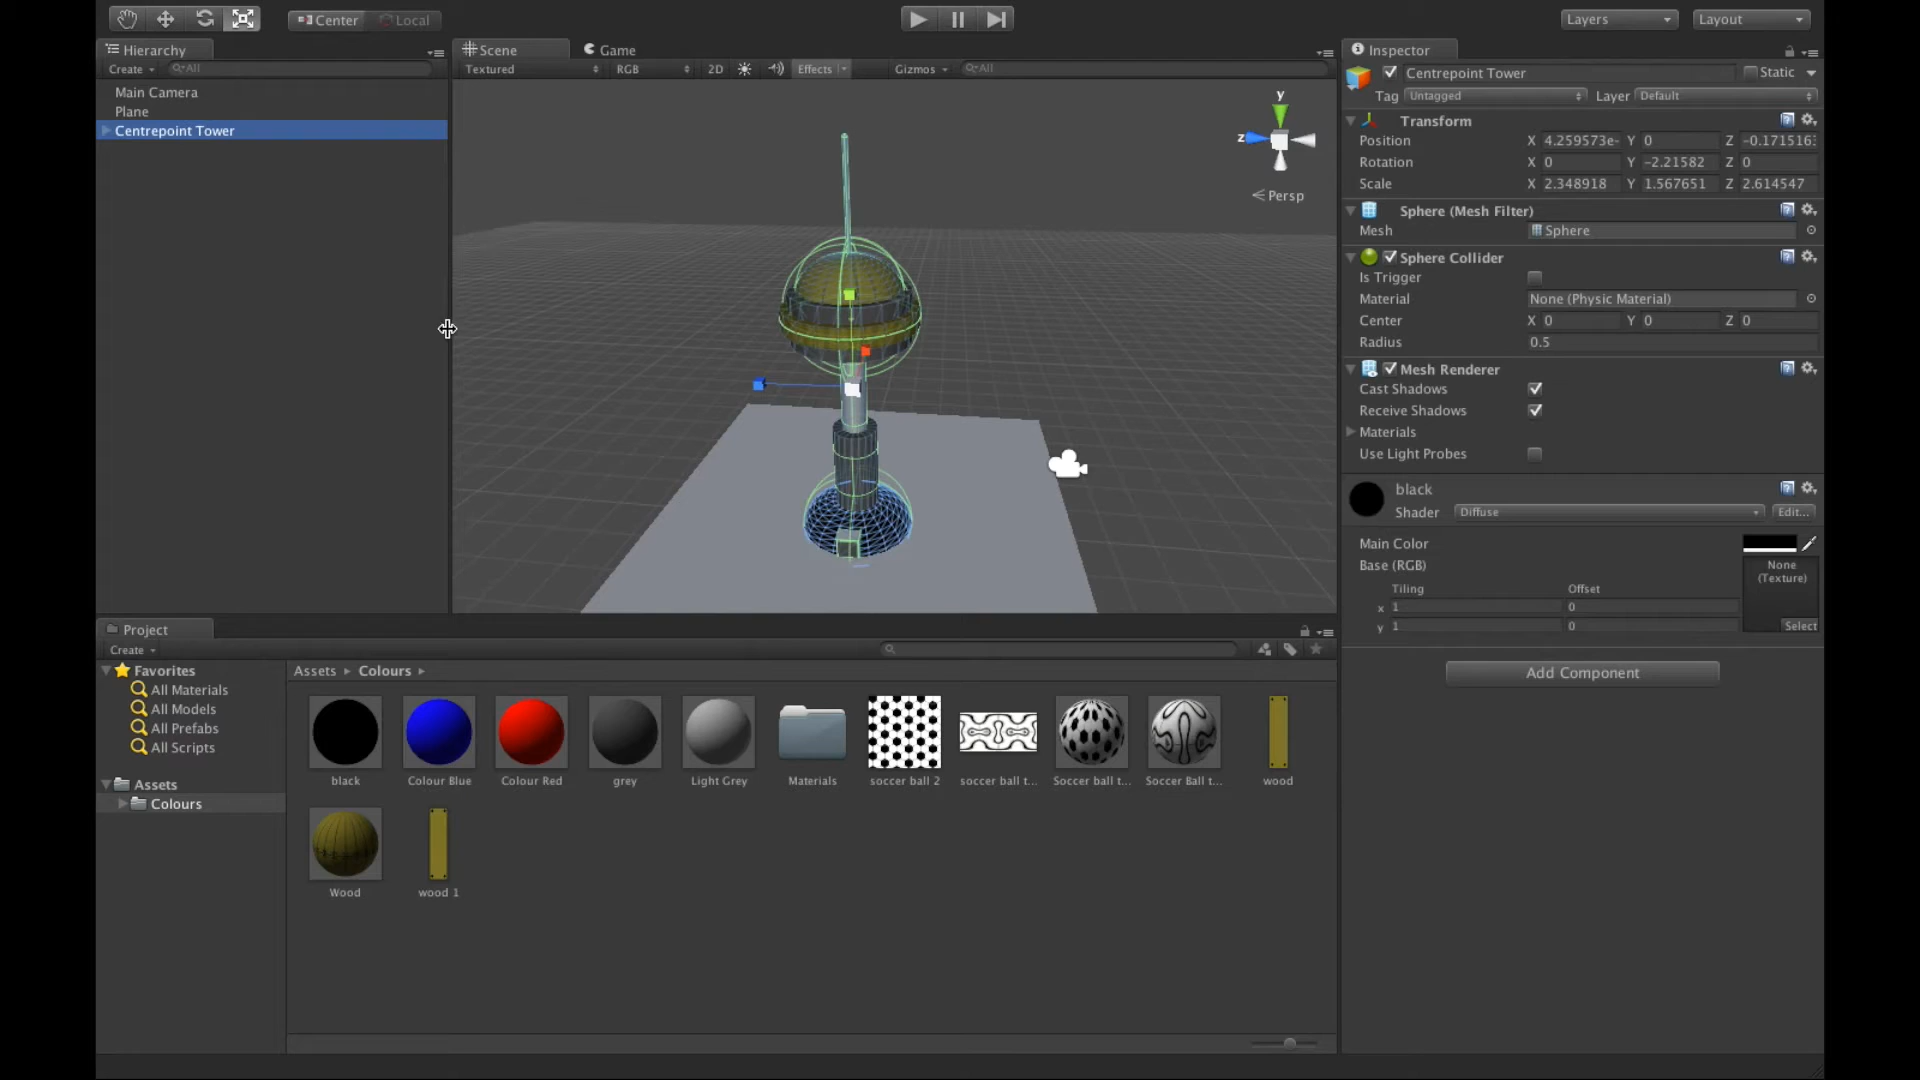 Center
Local
Layers
Layout
Hierarchy
Create
All
Main Camera
Plane
Centrepoint Tower
Scene
Game
Textured
RGB
2D
Effects
Gizmos
All
y
z
Persp
Inspector
Centrepoint Tower
Static
Tag Untagged Layer Default
Transform
Position X 4.259573e- Y 0 Z -0.171516
Rotation X 0 Y -2.21582 Z 0
Scale X 2.348918 Y 1.567651 Z 2.614547
Sphere (Mesh Filter)
Mesh Sphere
Sphere Collider
Is Trigger
Material None (Physic Material)
Center X 0 Y 0 Z 0
Radius 0.5
Mesh Renderer
Cast Shadows
Receive Shadows
Materials
Use Light Probes
black
Shader Diffuse Edit...
Main Color
Base (RGB)
None
(Texture)
Tiling Offset
x 1 0
y 1 0
Select
Add Component
Project
Create
Favorites
All Materials
All Models
All Prefabs
All Scripts
Assets
Colours
Assets Colours
black
Colour Blue
Colour Red
grey
Light Grey
Materials
soccer ball 2
soccer ball t...
Soccer ball t...
Soccer Ball t...
wood
Wood
wood 1